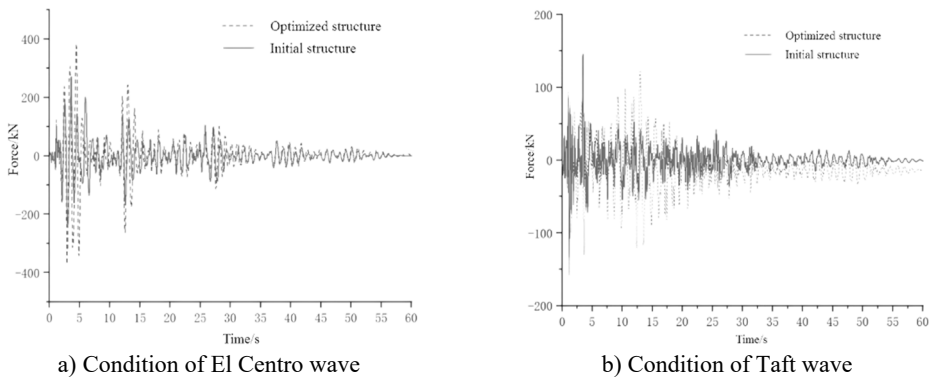 400
200
0
−200
−400
Force/kN
Optimized structure
Initial structure
0 5 10 15 20 25 30 35 40 45 50 55 60
Time/s
a) Condition of El Centro wave
200
100
0
−100
−200
Force/kN
Optimized structure
Initial structure
0 5 10 15 20 25 30 35 40 45 50 55 60
Time/s
b) Condition of Taft wave